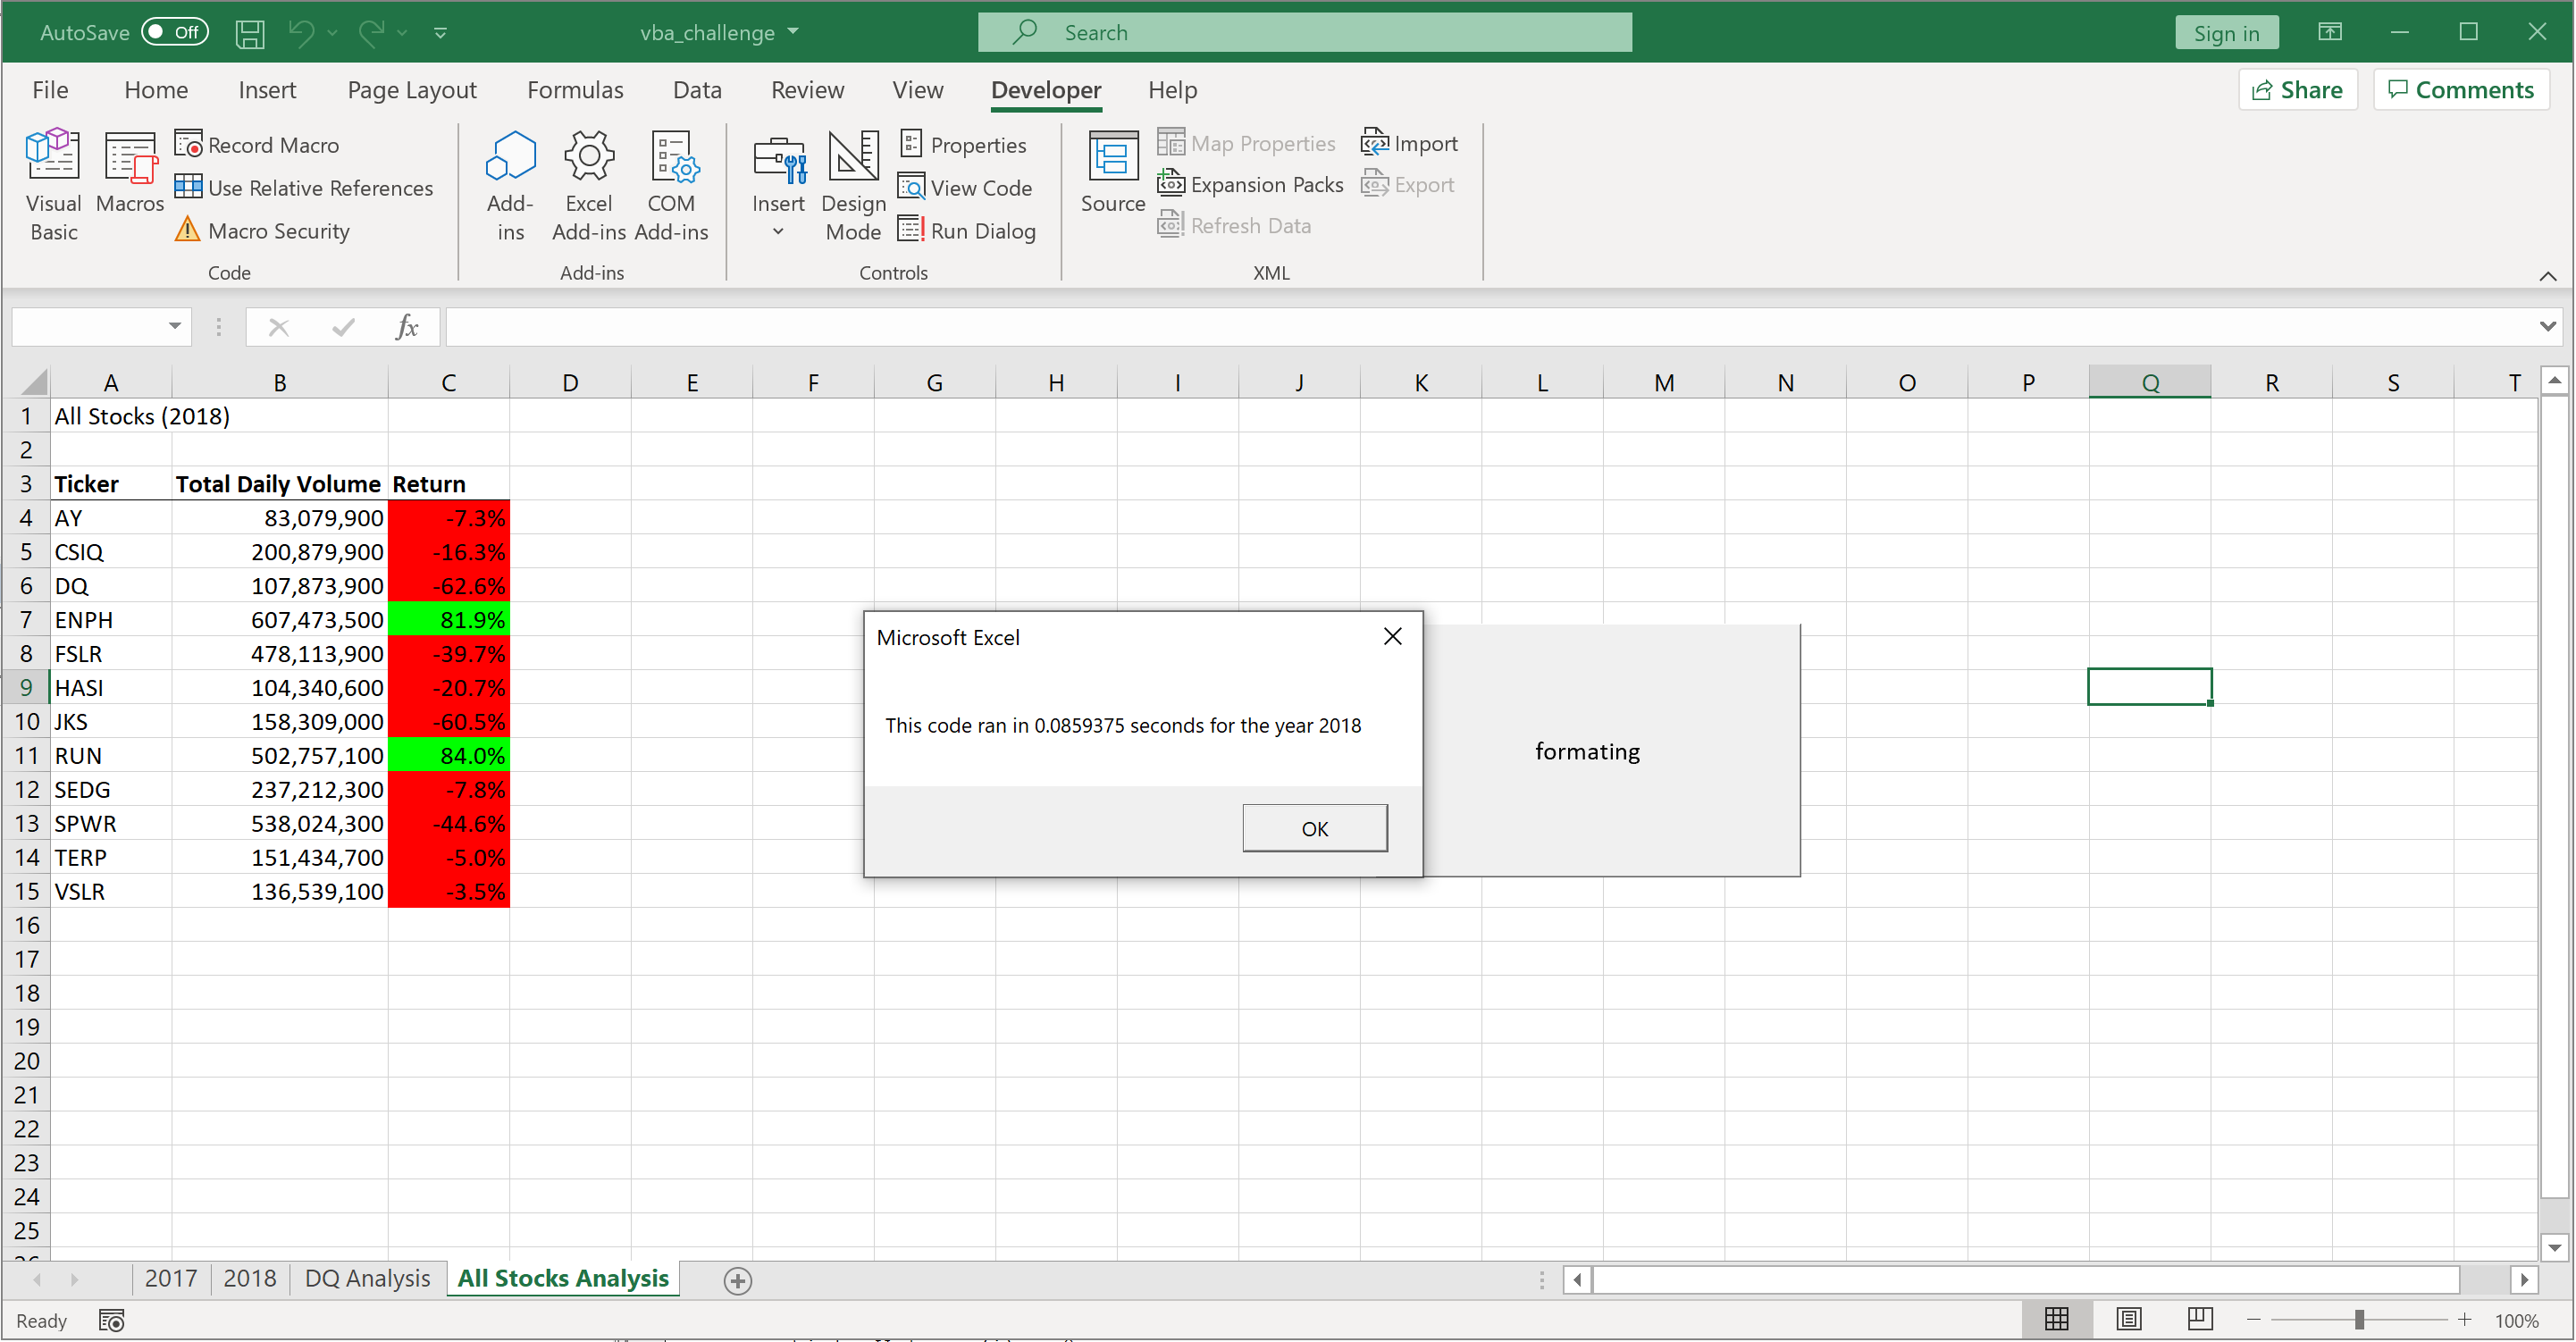 AutoSave Off vba_challenge Search Sign in
File Home Insert Page Layout Formulas Data Review View Developer Help Share Comments
Visual Basic
Macros
Record Macro
Use Relative References
Macro Security
Code
Add-ins
Excel Add-ins
COM Add-ins
Add-ins
Insert
Design Mode
Properties
View Code
Run Dialog
Controls
Source
Map Properties
Expansion Packs
Refresh Data
Import
Export
XML
fx
A B C D E F G H I J K L M N O P Q R S T
1 All Stocks (2018)
2
3 Ticker Total Daily Volume Return
4 AY 83,079,900 -7.3%
5 CSIQ 200,879,900 -16.3%
6 DQ 107,873,900 -62.6%
7 ENPH 607,473,500 81.9%
8 FSLR 478,113,900 -39.7%
9 HASI 104,340,600 -20.7%
10 JKS 158,309,000 -60.5%
11 RUN 502,757,100 84.0%
12 SEDG 237,212,300 -7.8%
13 SPWR 538,024,300 -44.6%
14 TERP 151,434,700 -5.0%
15 VSLR 136,539,100 -3.5%
16
17
18
19
20
21
22
23
24
25
Microsoft Excel
This code ran in 0.0859375 seconds for the year 2018
OK
formating
2017 2018 DQ Analysis All Stocks Analysis
Ready 100%